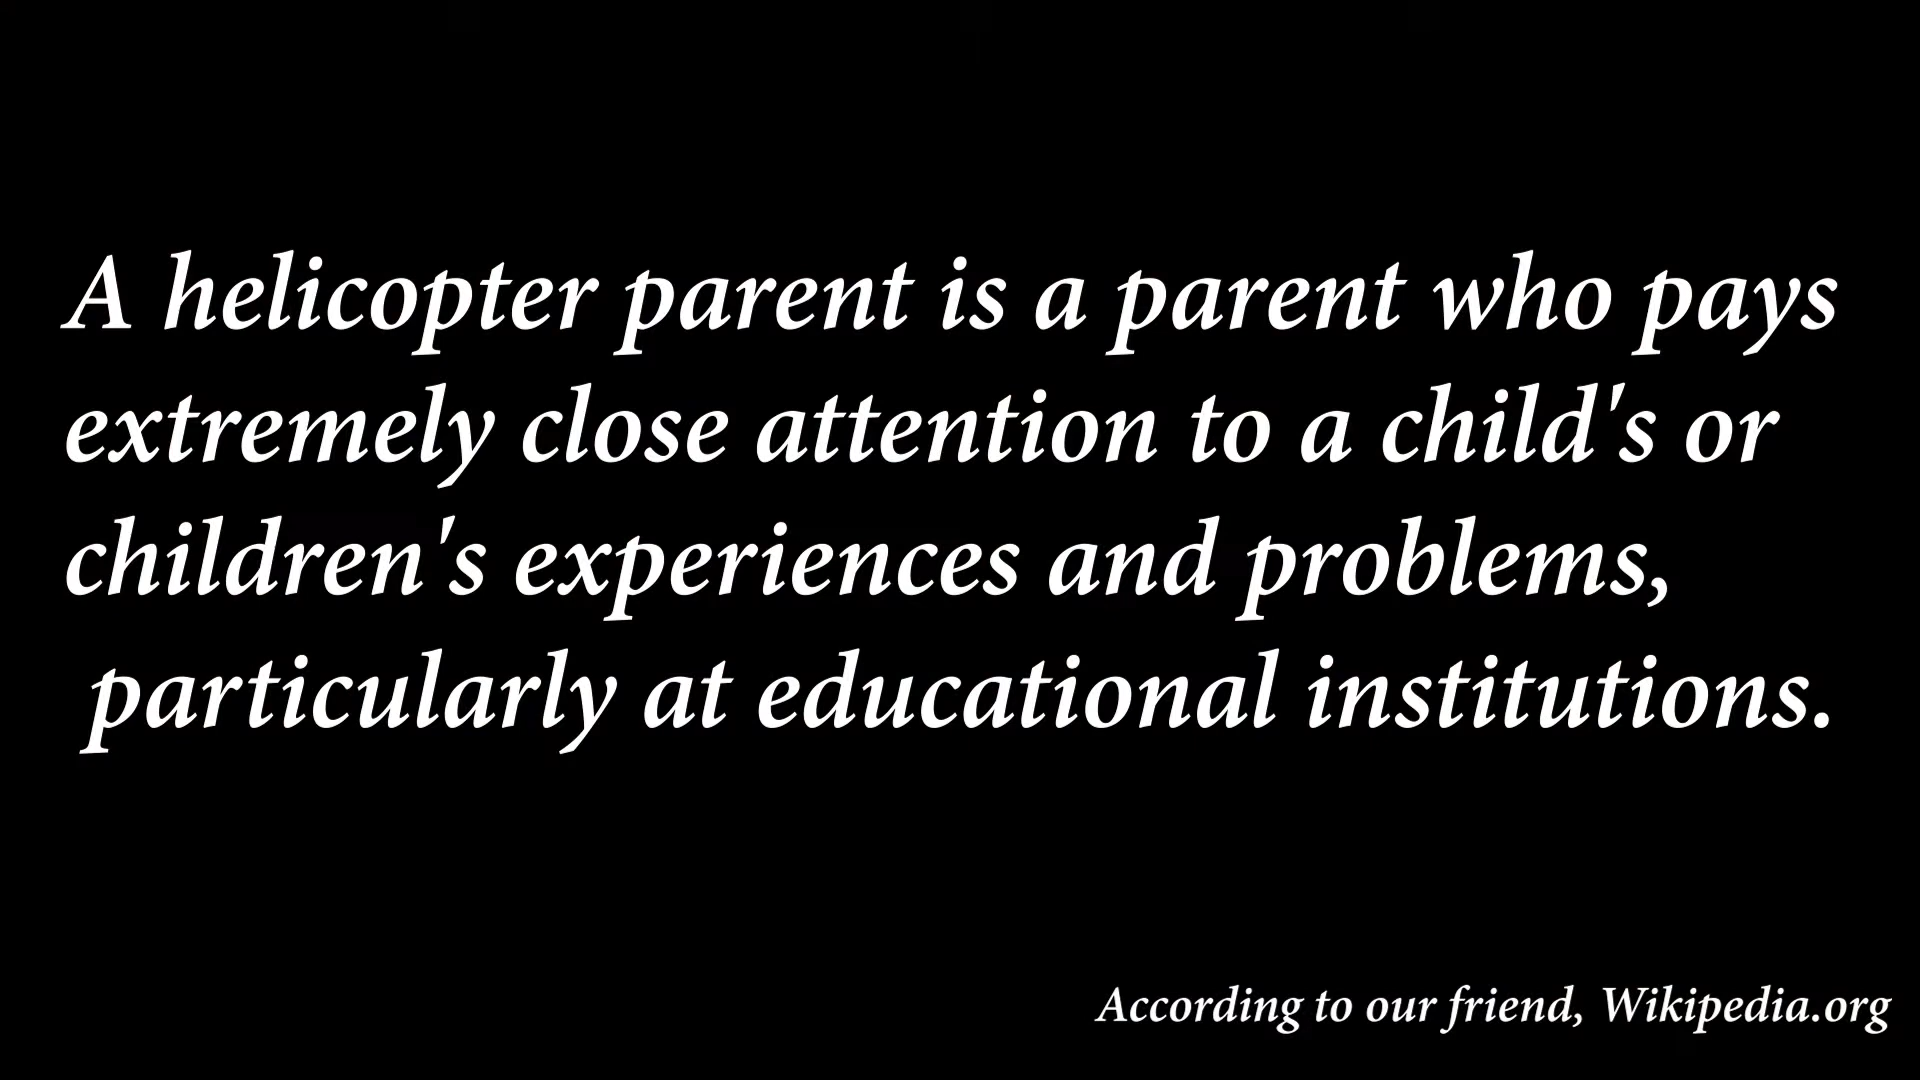 A helicopter parent is a parent who pays
extremely close attention to a child's or
children's experiences and problems,
particularly at educational institutions.
According to our friend, Wikipedia.org